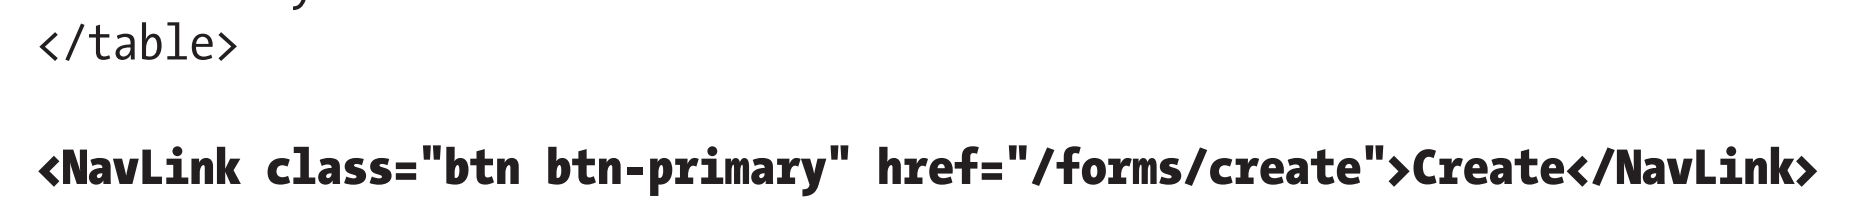 </table>
<NavLink class="btn btn-primary" href="/forms/create">Create</NavLink>